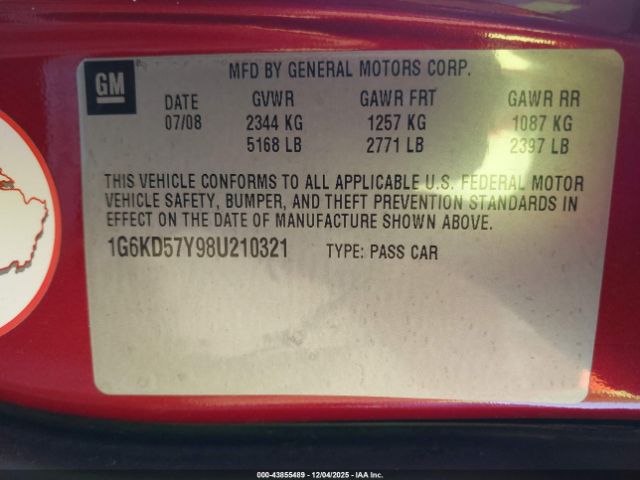 GM
MFD BY GENERAL MOTORS CORP.
DATE GVWR GAWR FRT GAWR RR
07/08 2344 KG 1257 KG 1087 KG
5168 LB 2771 LB 2397 LB
THIS VEHICLE CONFORMS TO ALL APPLICABLE U.S. FEDERAL MOTOR
VEHICLE SAFETY, BUMPER, AND THEFT PREVENTION STANDARDS IN
EFFECT ON THE DATE OF MANUFACTURE SHOWN ABOVE.
1G6KD57Y98U210321 TYPE: PASS CAR
000-43855489 - 12/04/2025 - IAA Inc.